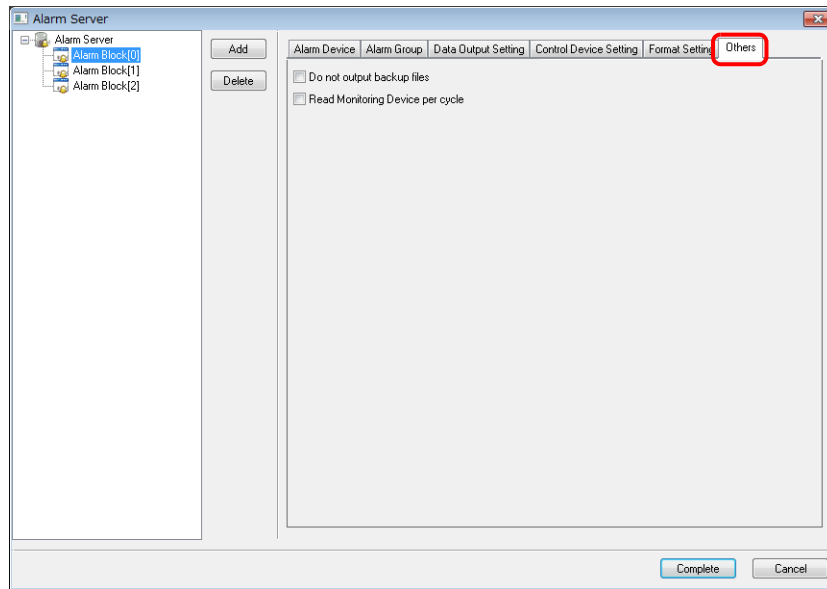 Alarm Server
Alarm Server
Alarm Block[0]
Alarm Block[1]
Alarm Block[2]
Add
Delete
Alarm Device
Alarm Group
Data Output Setting
Control Device Setting
Format Setting
Others
Do not output backup files
Read Monitoring Device per cycle
Complete
Cancel